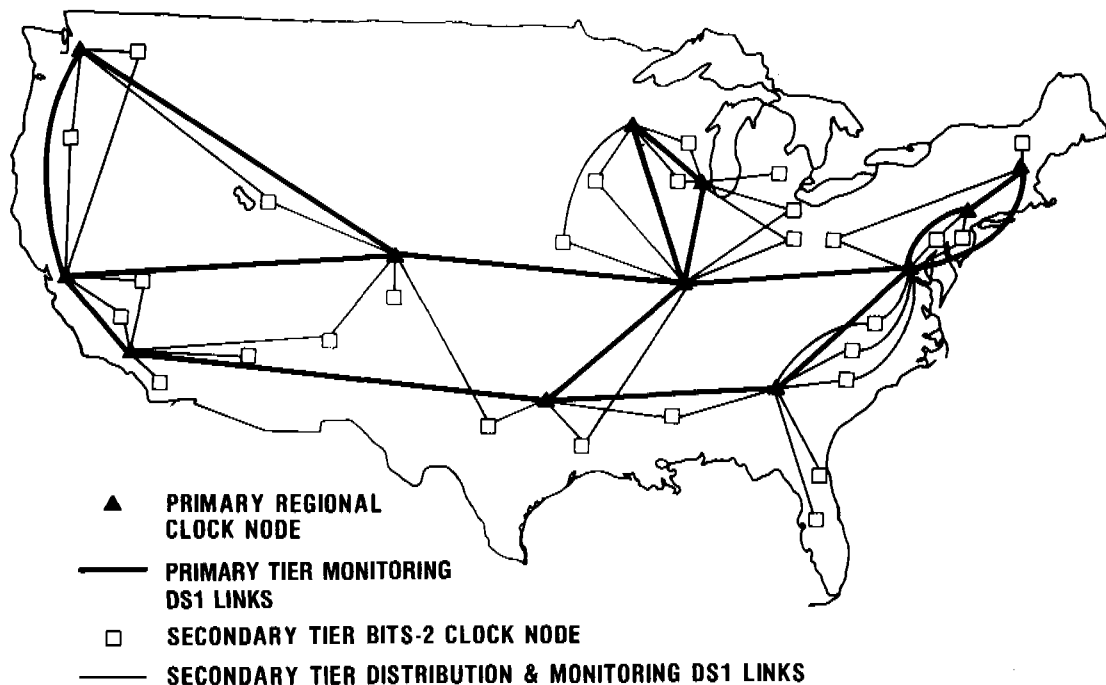 PRIMARY REGIONAL
CLOCK NODE
PRIMARY TIER MONITORING
DS1 LINKS
SECONDARY TIER BITS-2 CLOCK NODE
SECONDARY TIER DISTRIBUTION & MONITORING DS1 LINKS